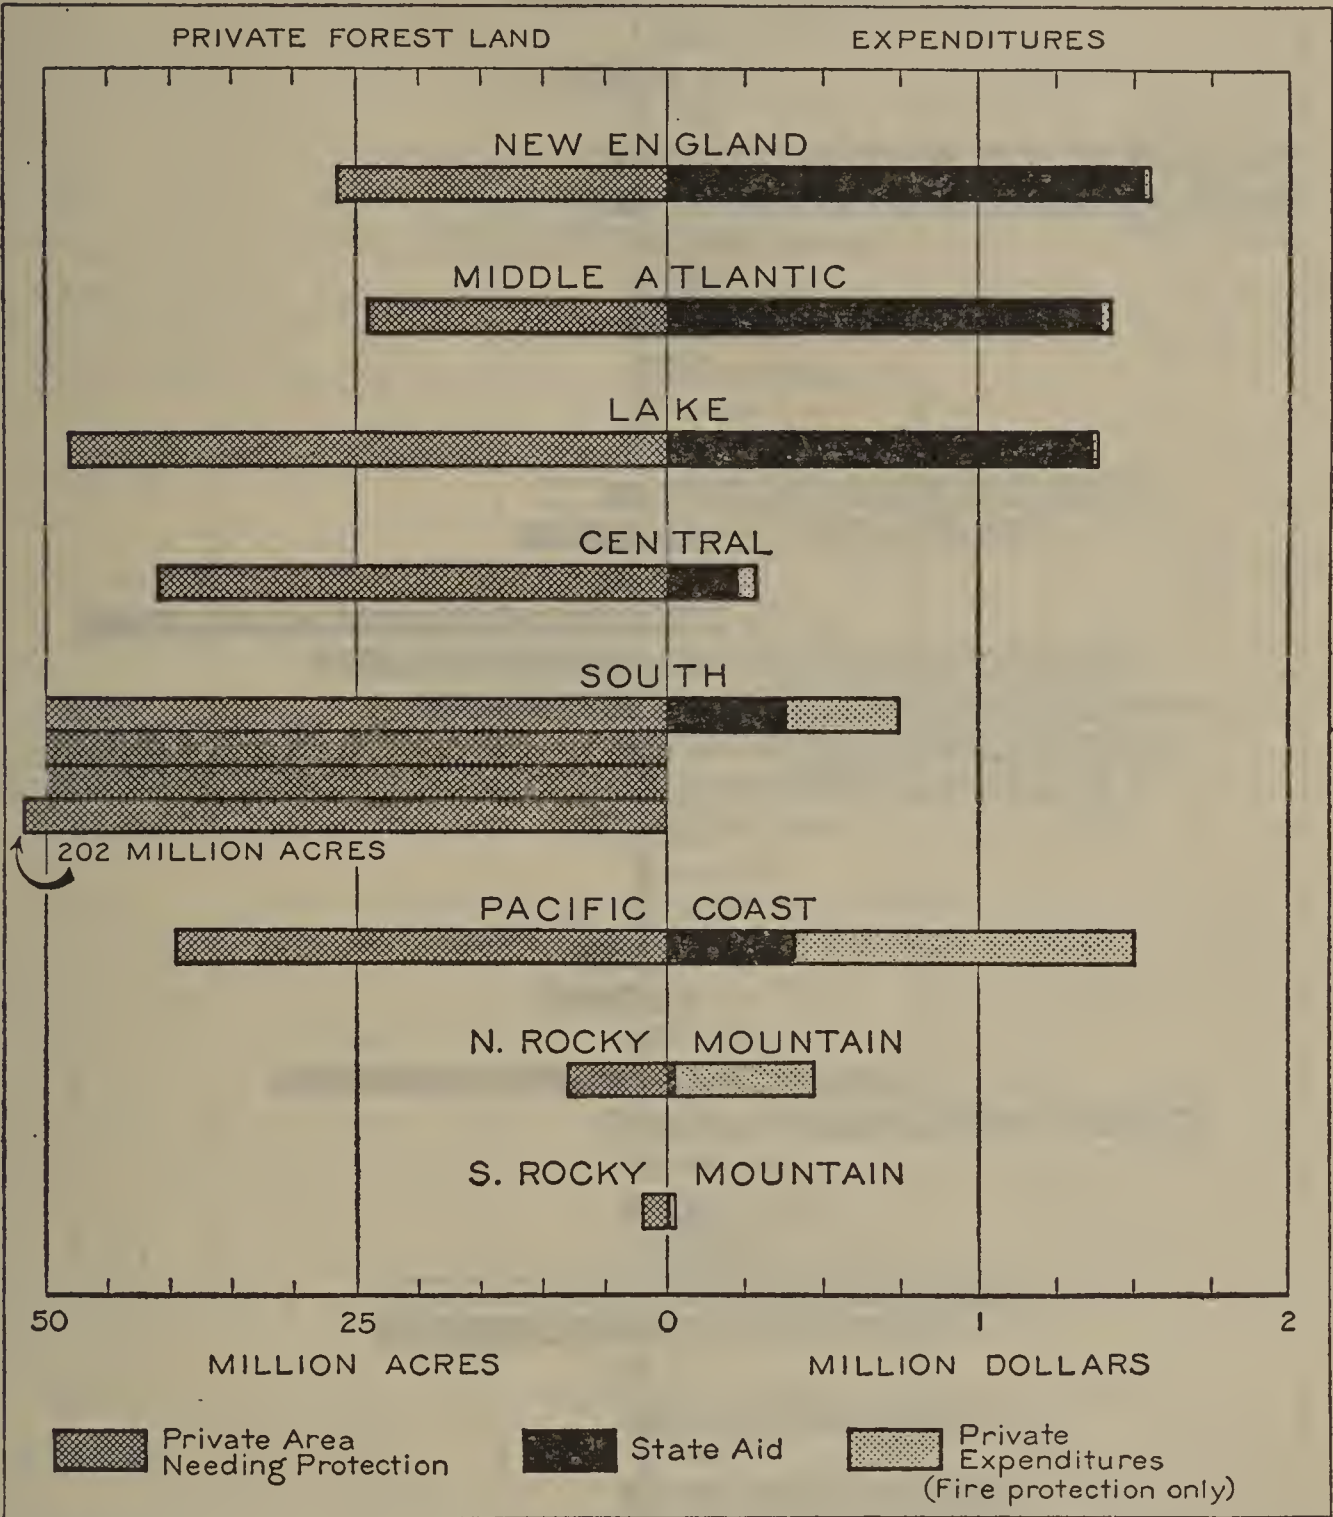 PRIVATE FOREST LAND
EXPENDITURES
NEW ENGLAND
MIDDLE ATLANTIC
LAKE
CENTRAL
SOUTH
202 MILLION ACRES
PACIFIC COAST
N. ROCKY MOUNTAIN
S. ROCKY MOUNTAIN
50 25 0 1 2
MILLION ACRES
MILLION DOLLARS
Private Area
Needing Protection
State Aid
Private
Expenditures
(Fire protection only)